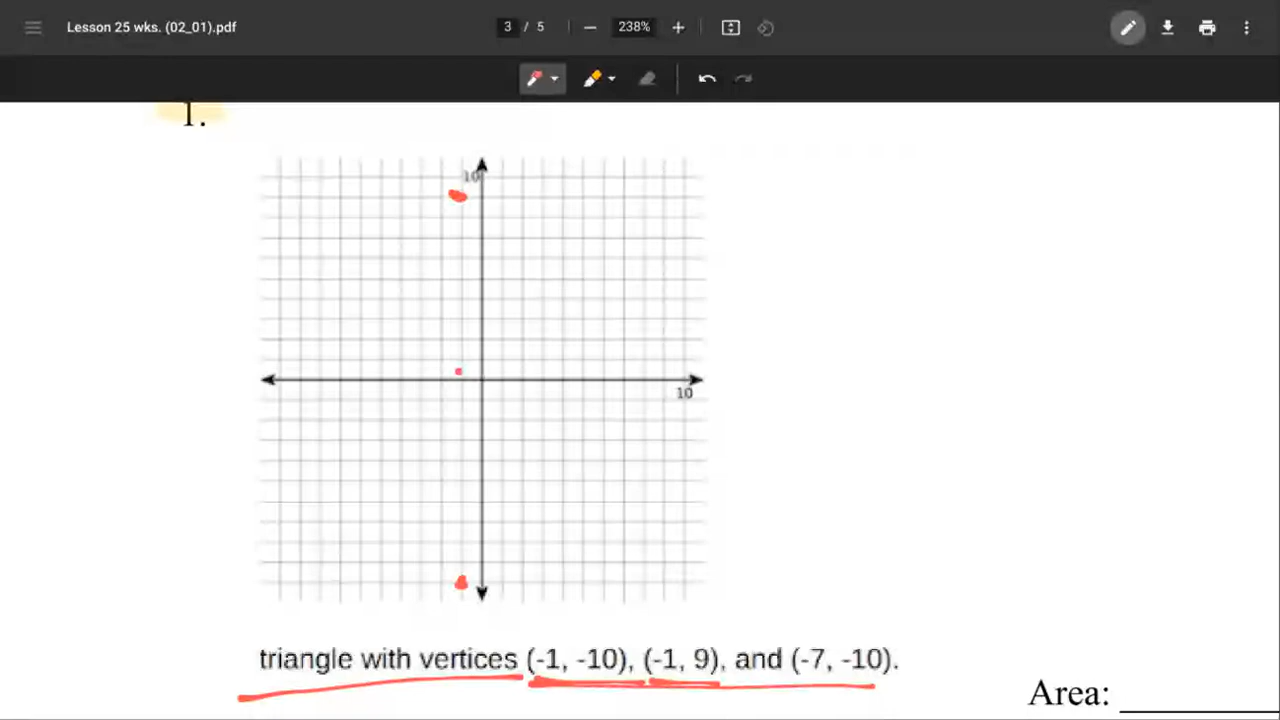 Lesson 25 wks. (02_01).pdf
3 / 5
238%
1.
10
10
triangle with vertices (-1, -10), (-1, 9), and (-7, -10).
Area: